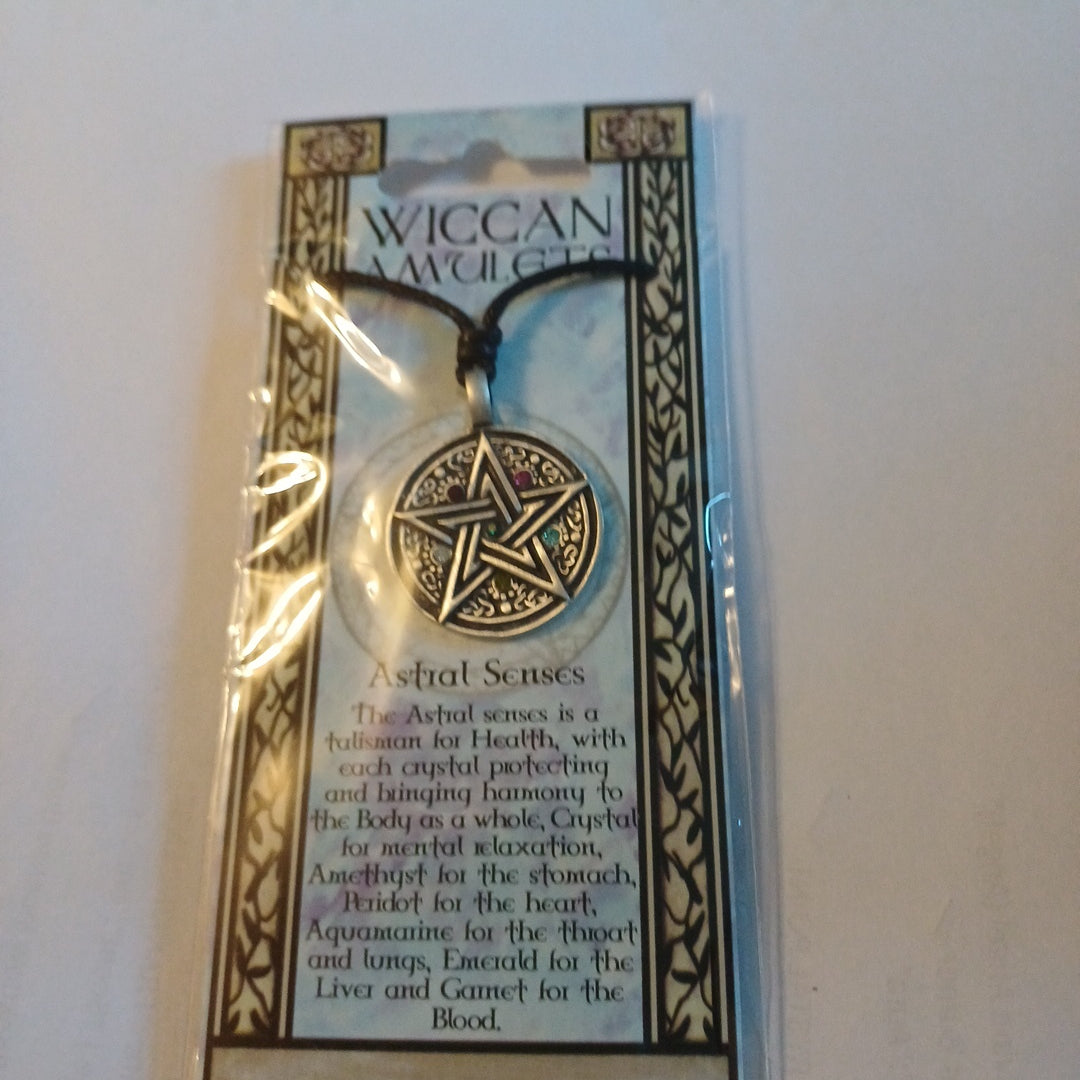 WICCAN
AMULETS
Astral Senses
The Astral senses is a
talisman for Health, with
each crystal protecting
and bringing harmony to
the Body as a whole, Crystal
for mental relaxation,
Amethyst for the stomach,
Peridot for the heart,
Aquamarine for the throat
and lungs, Emerald for the
Liver and Garnet for the
Blood.